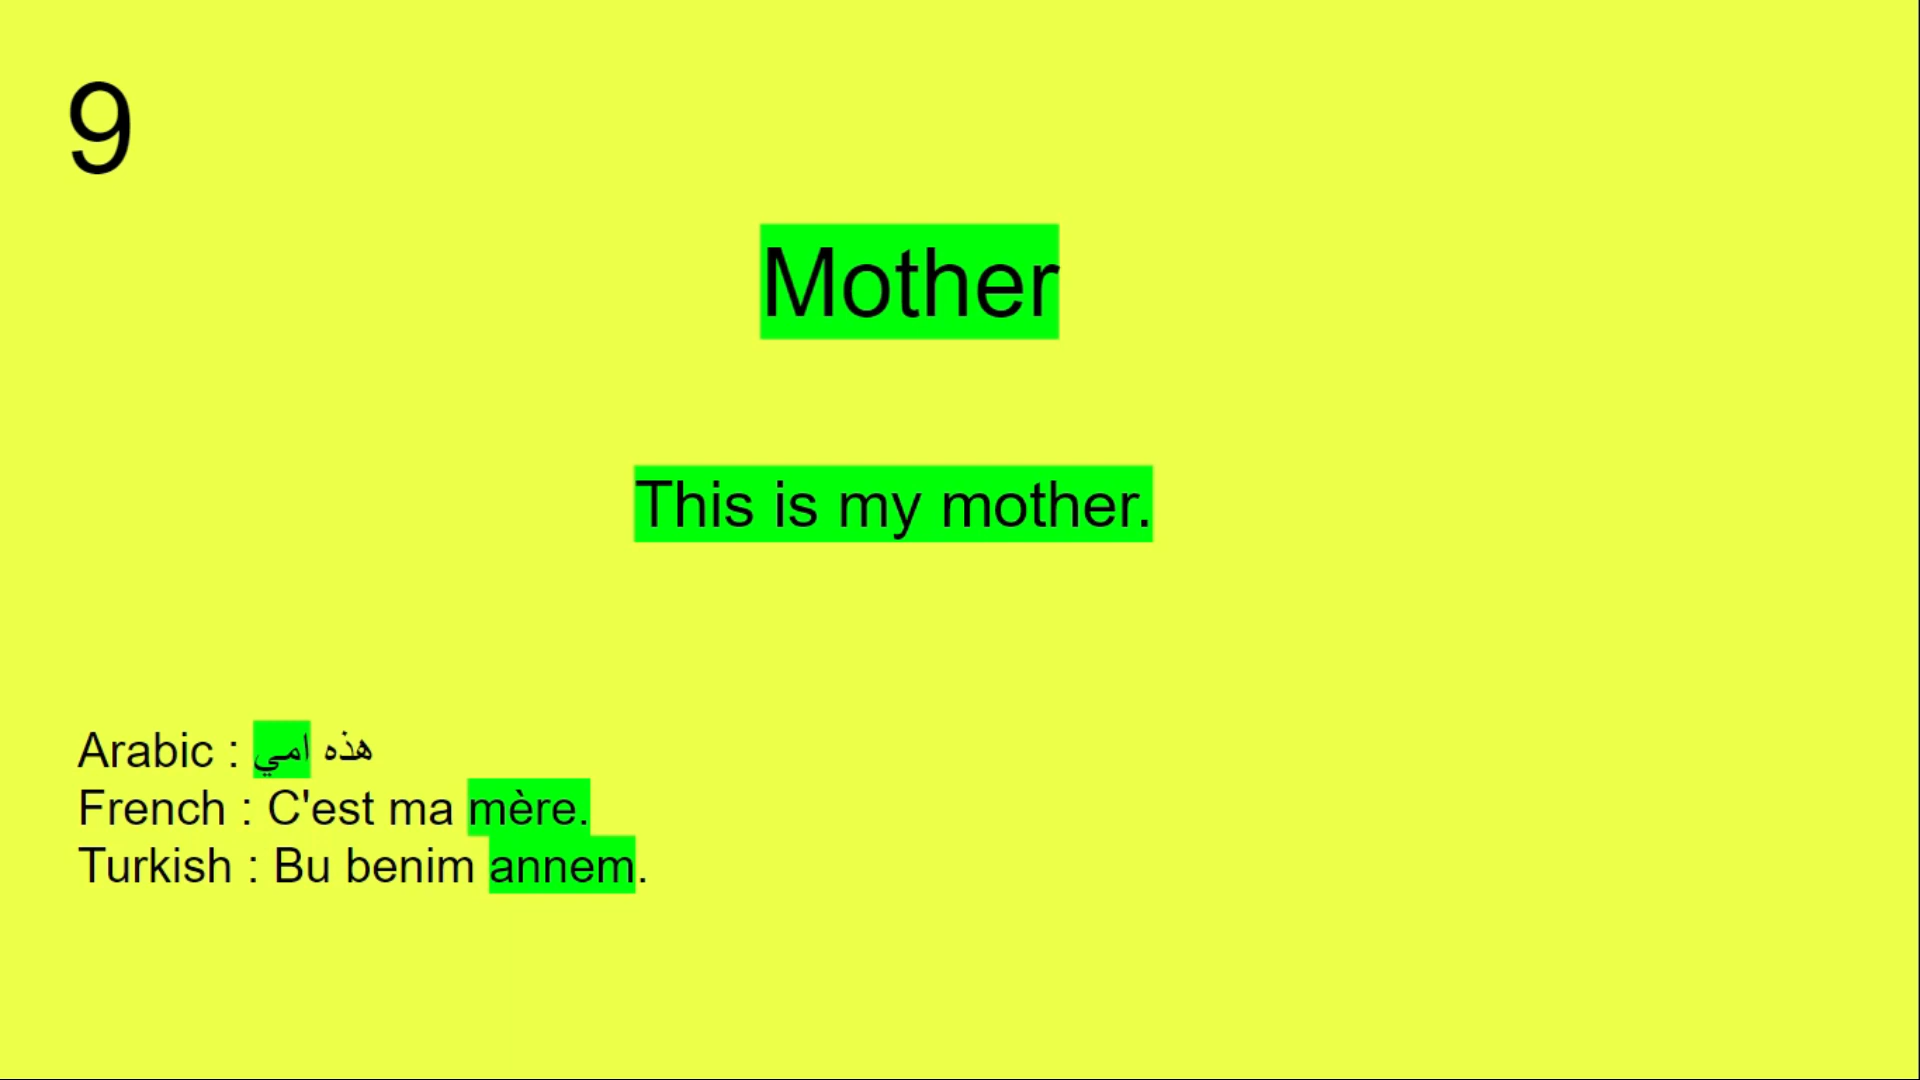 9
Mother
This is my mother.
Arabic : هذه امي
French : C'est ma mère.
Turkish : Bu benim annem.